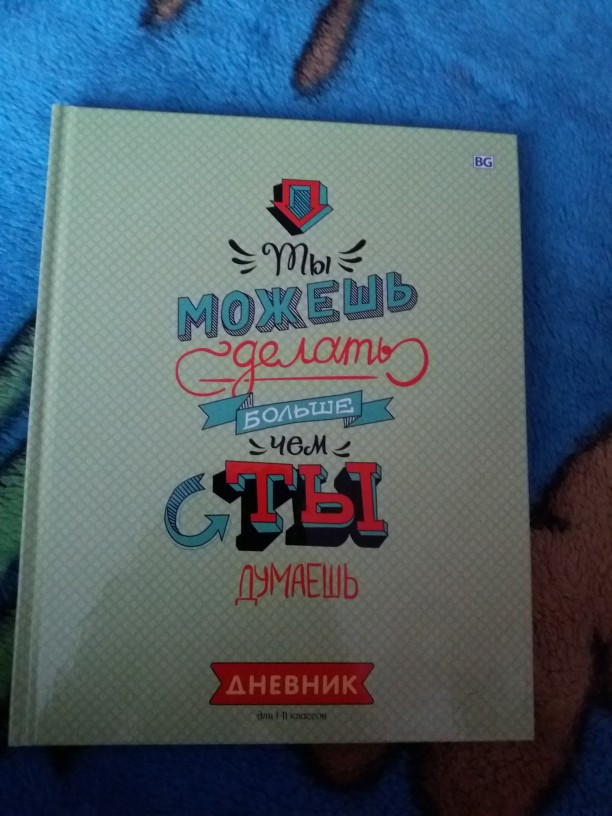 BG
Ты
МОЖЕШЬ
делать
БОЛЬШЕ
чем
ТЫ
ДУМАЕШЬ
ДНЕВНИК
для 1-11 классов